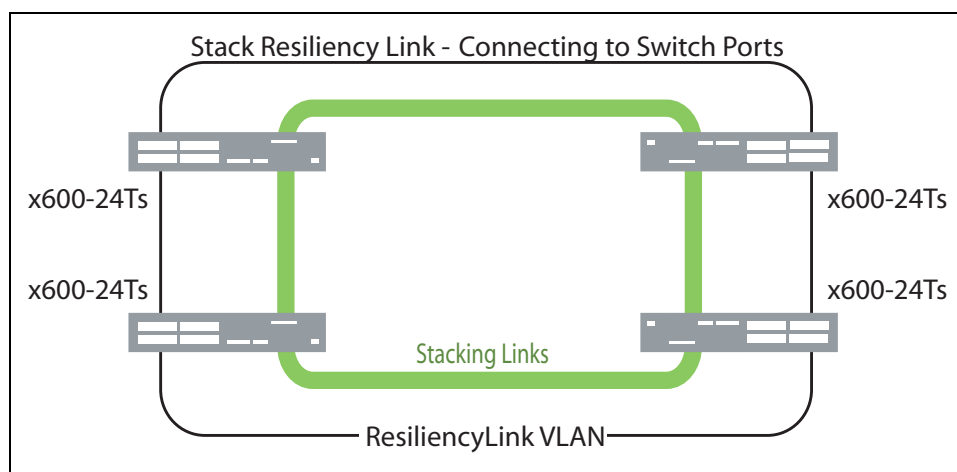 Stack Resiliency Link - Connecting to Switch Ports
x600-24Ts
x600-24Ts
x600-24Ts
x600-24Ts
Stacking Links
ResiliencyLink VLAN